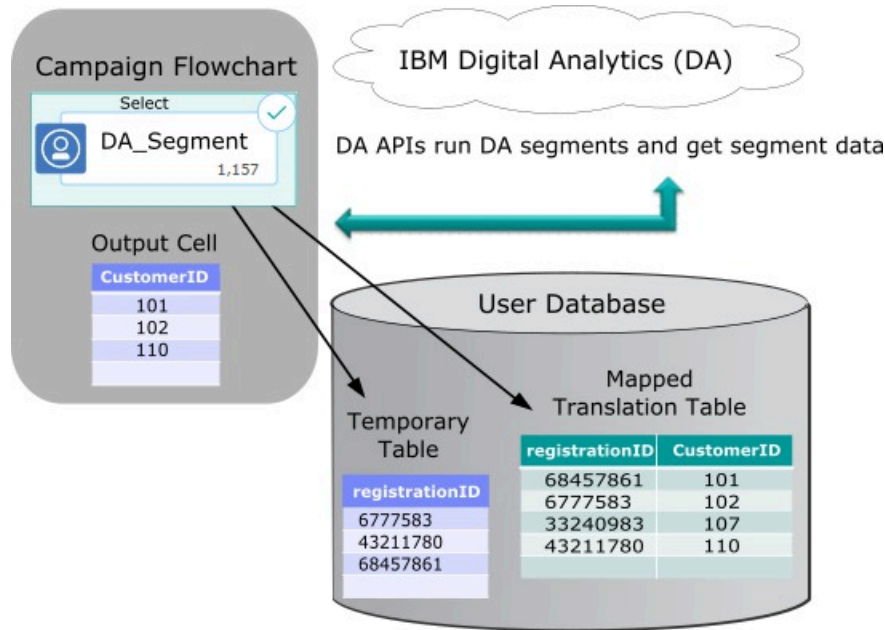 Campaign Flowchart
Select
DA_Segment
1,157
Output Cell
CustomerID
101
102
110
IBM Digital Analytics (DA)
DA APIs run DA segments and get segment data
User Database
Temporary
Table
registrationID
6777583
43211780
68457861
Mapped
Translation Table
registrationID CustomerID
68457861 101
6777583 102
33240983 107
43211780 110